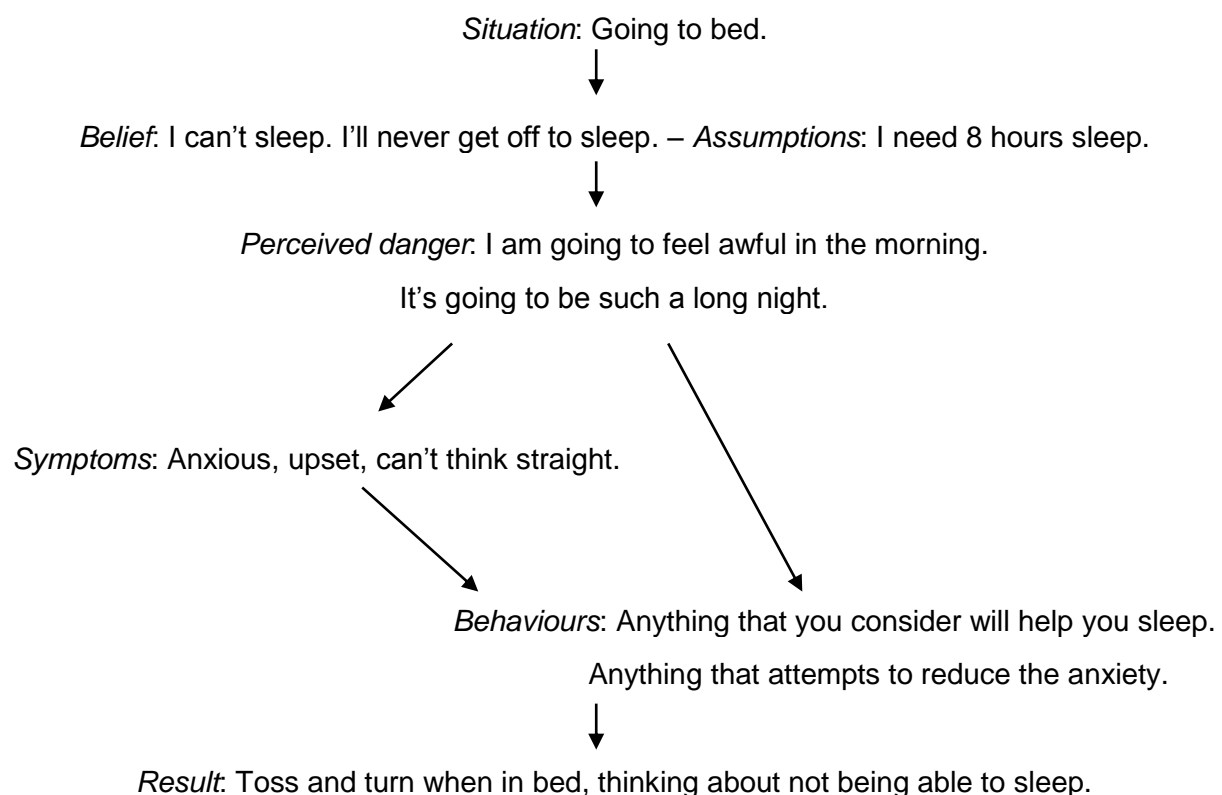 Situation: Going to bed.
Belief: I can’t sleep. I’ll never get off to sleep. – Assumptions: I need 8 hours sleep.
Perceived danger: I am going to feel awful in the morning.
It’s going to be such a long night.
Symptoms: Anxious, upset, can’t think straight.
Behaviours: Anything that you consider will help you sleep.
Anything that attempts to reduce the anxiety.
Result: Toss and turn when in bed, thinking about not being able to sleep.